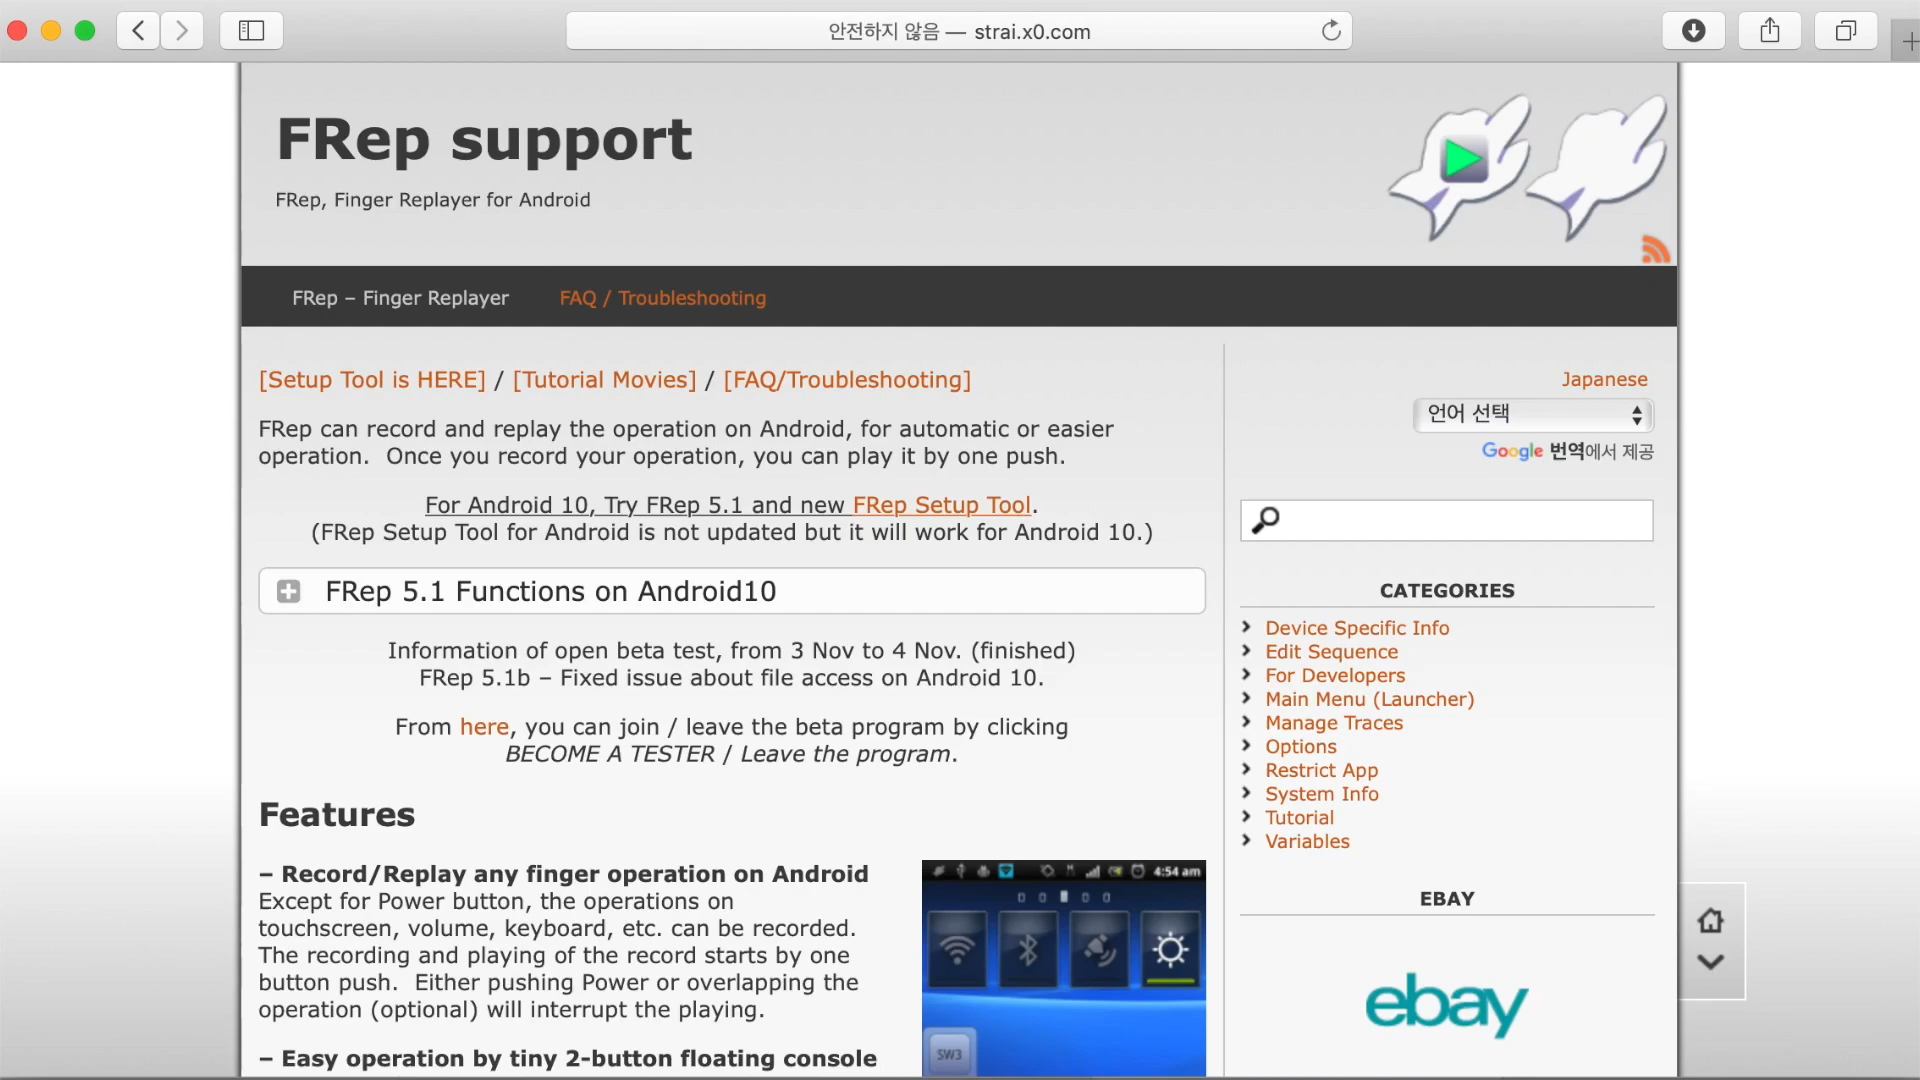 안전하지 않음 — strai.x0.com
FRep support
FRep, Finger Replayer for Android
FRep – Finger Replayer
FAQ / Troubleshooting
[Setup Tool is HERE] / [Tutorial Movies] / [FAQ/Troubleshooting]
FRep can record and replay the operation on Android, for automatic or easier
operation.  Once you record your operation, you can play it by one push.
For Android 10, Try FRep 5.1 and new FRep Setup Tool.
(FRep Setup Tool for Android is not updated but it will work for Android 10.)
FRep 5.1 Functions on Android10
Information of open beta test, from 3 Nov to 4 Nov. (finished)
FRep 5.1b – Fixed issue about file access on Android 10.
From here, you can join / leave the beta program by clicking
BECOME A TESTER / Leave the program.
Features
– Record/Replay any finger operation on Android
Except for Power button, the operations on
touchscreen, volume, keyboard, etc. can be recorded.
The recording and playing of the record starts by one
button push.  Either pushing Power or overlapping the
operation (optional) will interrupt the playing.
– Easy operation by tiny 2-button floating console
4:54 am
SW3
Japanese
언어 선택
Google 번역에서 제공
CATEGORIES
Device Specific Info
Edit Sequence
For Developers
Main Menu (Launcher)
Manage Traces
Options
Restrict App
System Info
Tutorial
Variables
EBAY
ebay